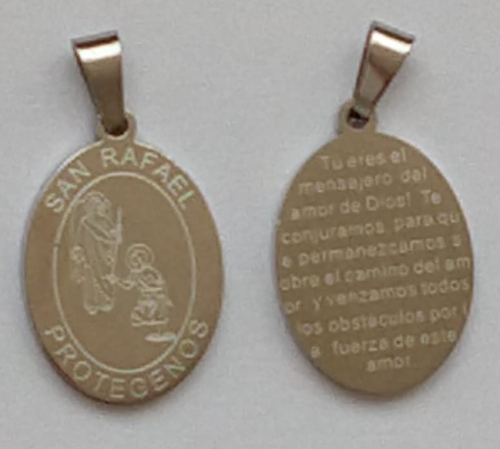 SAN RAFAEL
PROTEGENOS
Tú eres el
mensajero del
amor de Dios! Te
conjuramos para qu
e permanezcamos s
obre el camino del am
or y venzamos todos
los obstaculos por l
a fuerza de este
amor